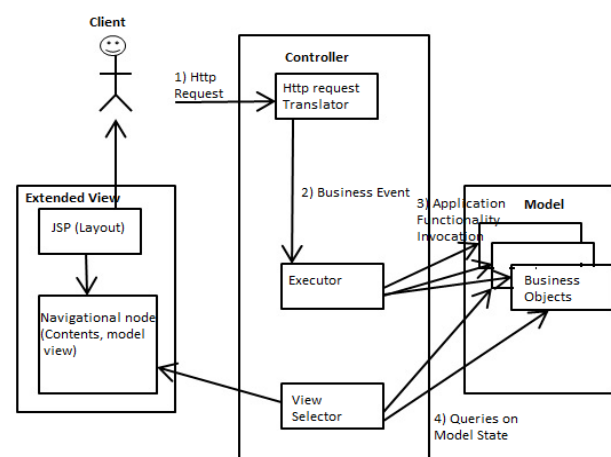 Client
Controller
1) Http
Request
Http request
Translator
2) Business Event
3) Application
Functionality
Invocation
Extended View
JSP (Layout)
Model
Executor
Business
Objects
Navigational node
(Contents, model
view)
View
Selector
4) Queries on
Model State